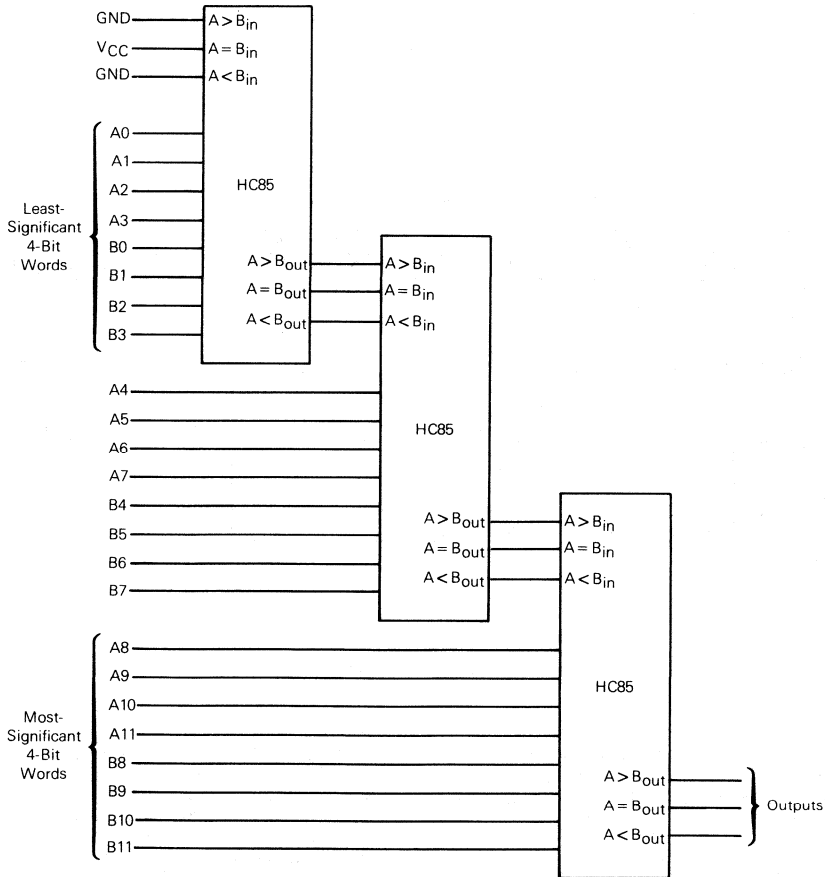 GND
A > Bin
VCC
A = Bin
GND
A < Bin
A0
A1
A2
A3
B0
B1
B2
B3
Least-
Significant
4-Bit
Words
HC85
A > Bout
A = Bout
A < Bout
A > Bin
A = Bin
A < Bin
A4
A5
A6
A7
B4
B5
B6
B7
HC85
A > Bout
A = Bout
A < Bout
A > Bin
A = Bin
A < Bin
A8
A9
A10
A11
B8
B9
B10
B11
Most-
Significant
4-Bit
Words
HC85
A > Bout
A = Bout
A < Bout
Outputs